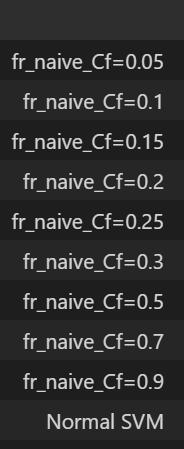 fr_naive_Cf=0.05
fr_naive_Cf=0.1
fr_naive_Cf=0.15
fr_naive_Cf=0.2
fr_naive_Cf=0.25
fr_naive_Cf=0.3
fr_naive_Cf=0.5
fr_naive_Cf=0.7
fr_naive_Cf=0.9
Normal SVM